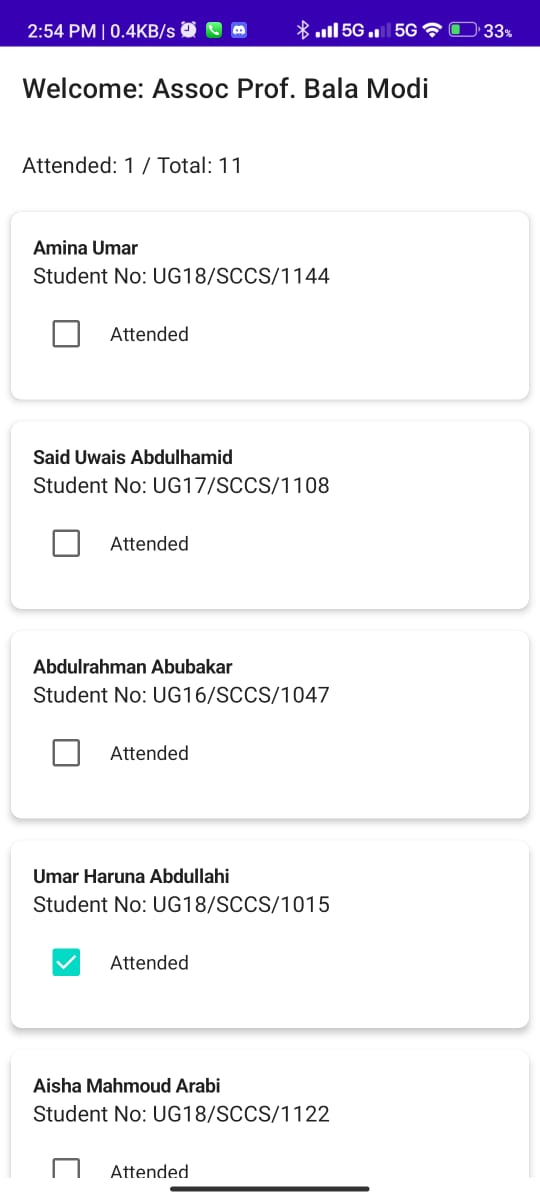 2:54 PM | 0.4KB/s 5G 5G 33%
Welcome: Assoc Prof. Bala Modi
Attended: 1 / Total: 11
Amina Umar
Student No: UG18/SCCS/1144
Attended
Said Uwais Abdulhamid
Student No: UG17/SCCS/1108
Attended
Abdulrahman Abubakar
Student No: UG16/SCCS/1047
Attended
Umar Haruna Abdullahi
Student No: UG18/SCCS/1015
Attended
Aisha Mahmoud Arabi
Student No: UG18/SCCS/1122
Attended